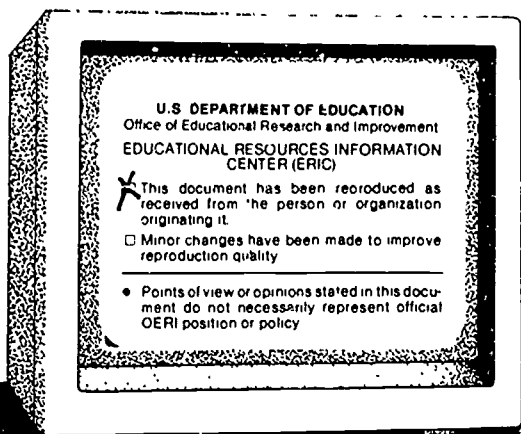 U.S DEPARTMENT OF EDUCATION
Office of Educational Research and Improvement
EDUCATIONAL RESOURCES INFORMATION
CENTER (ERIC)
This document has been reproduced as
received from the person or organization
originating it.
□ Minor changes have been made to improve
reproduction quality
● Points of view or opinions stated in this docu-
ment do not necessarily represent official
OERI position or policy